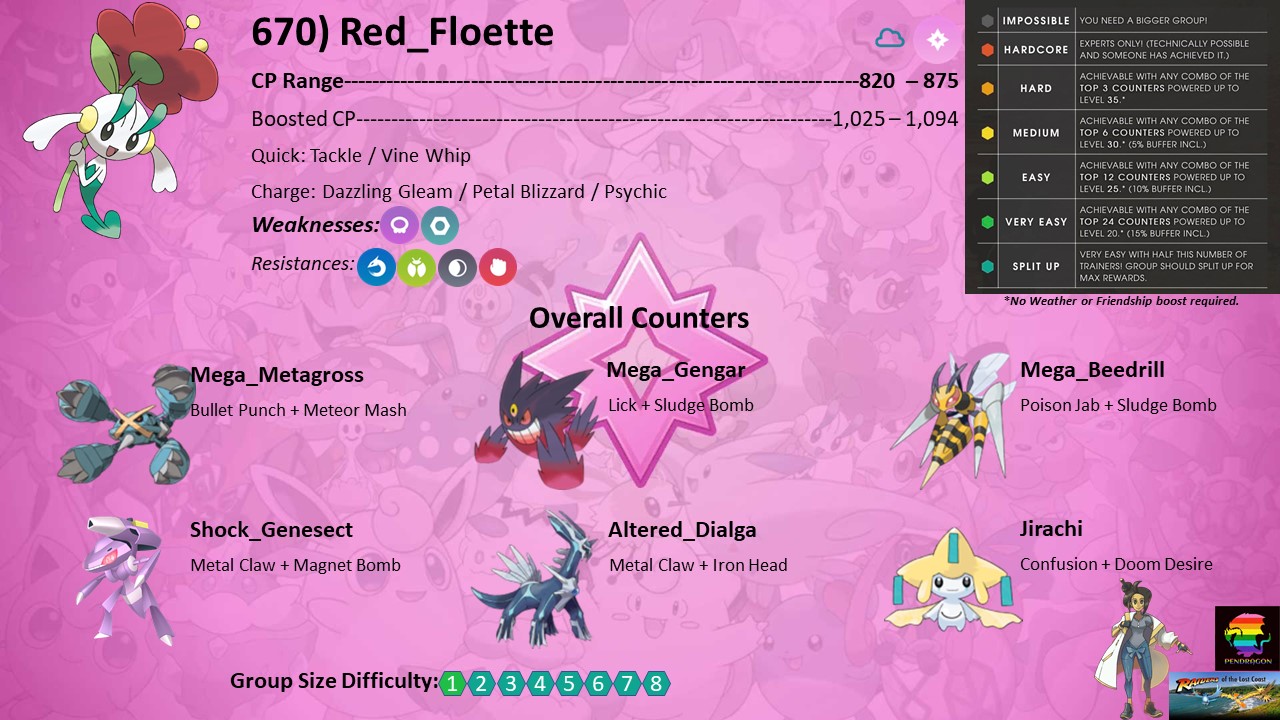 670) Red_Floette
CP Range--------------------------------------------------------------------------820 – 875
Boosted CP--------------------------------------------------------------------1,025 – 1,094
Quick: Tackle / Vine Whip
Charge: Dazzling Gleam / Petal Blizzard / Psychic
Weaknesses:
Resistances:
IMPOSSIBLE
YOU NEED A BIGGER GROUP!
HARDCORE
EXPERTS ONLY! (TECHNICALLY POSSIBLE
AND SOMEONE HAS ACHIEVED IT.)
HARD
ACHIEVABLE WITH ANY COMBO OF THE
TOP 3 COUNTERS POWERED UP TO
LEVEL 35.*
MEDIUM
ACHIEVABLE WITH ANY COMBO OF THE
TOP 6 COUNTERS POWERED UP TO
LEVEL 30.* (5% BUFFER INCL.)
EASY
ACHIEVABLE WITH ANY COMBO OF THE
TOP 12 COUNTERS POWERED UP TO
LEVEL 25.* (10% BUFFER INCL.)
VERY EASY
ACHIEVABLE WITH ANY COMBO OF THE
TOP 24 COUNTERS POWERED UP TO
LEVEL 20.* (15% BUFFER INCL.)
SPLIT UP
VERY EASY WITH HALF THIS NUMBER OF
TRAINERS! GROUP SHOULD SPLIT UP FOR
MAX REWARDS.
*No Weather or Friendship boost required.
Overall Counters
Mega_Metagross
Bullet Punch + Meteor Mash
Mega_Gengar
Lick + Sludge Bomb
Mega_Beedrill
Poison Jab + Sludge Bomb
Shock_Genesect
Metal Claw + Magnet Bomb
Altered_Dialga
Metal Claw + Iron Head
Jirachi
Confusion + Doom Desire
Group Size Difficulty: 1 2 3 4 5 6 7 8
PENDRAGON
RAIDERS of the Lost Coast